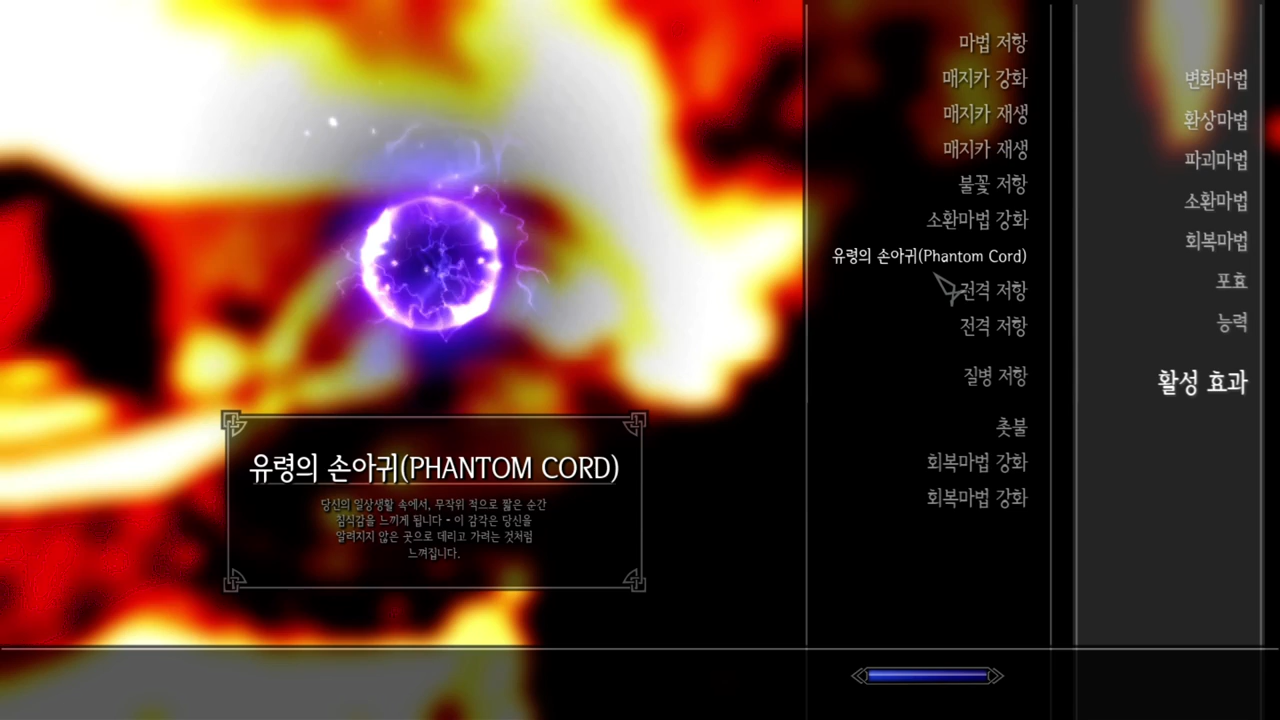 마법 저항
매지카 강화
매지카 재생
매지카 재생
불꽃 저항
소환마법 강화
유령의 손아귀(Phantom Cord)
전격 저항
전격 저항
질병 저항
촛불
회복마법 강화
회복마법 강화
변화마법
환상마법
파괴마법
소환마법
회복마법
포효
능력
활성 효과
유령의 손아귀(PHANTOM CORD)
당신의 일상생활 속에서, 무작위 적으로 짧은 순간
침식감을 느끼게 됩니다 - 이 감각은 당신을
알려지지 않은 곳으로 데리고 가려는 것처럼
느껴집니다.